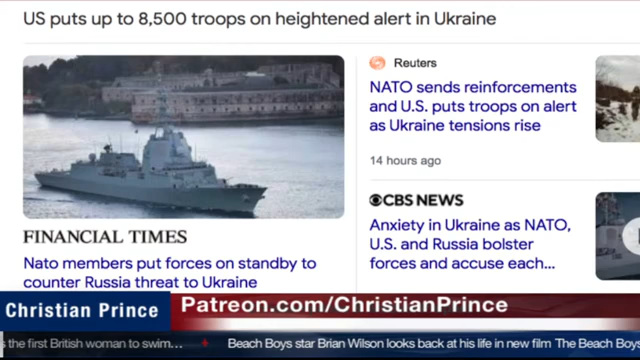 US puts up to 8,500 troops on heightened alert in Ukraine
Reuters
NATO sends reinforcements
and U.S. puts troops on alert
as Ukraine tensions rise
14 hours ago
FINANCIAL TIMES
Nato members put forces on standby to
counter Russia threat to Ukraine
CBS NEWS
Anxiety in Ukraine as NATO,
U.S. and Russia bolster
forces and accuse each...
Christian Prince
Patreon.com/ChristianPrince
s the first British woman to swim... Beach Boys star Brian Wilson looks back at his life in new film The Beach Boys